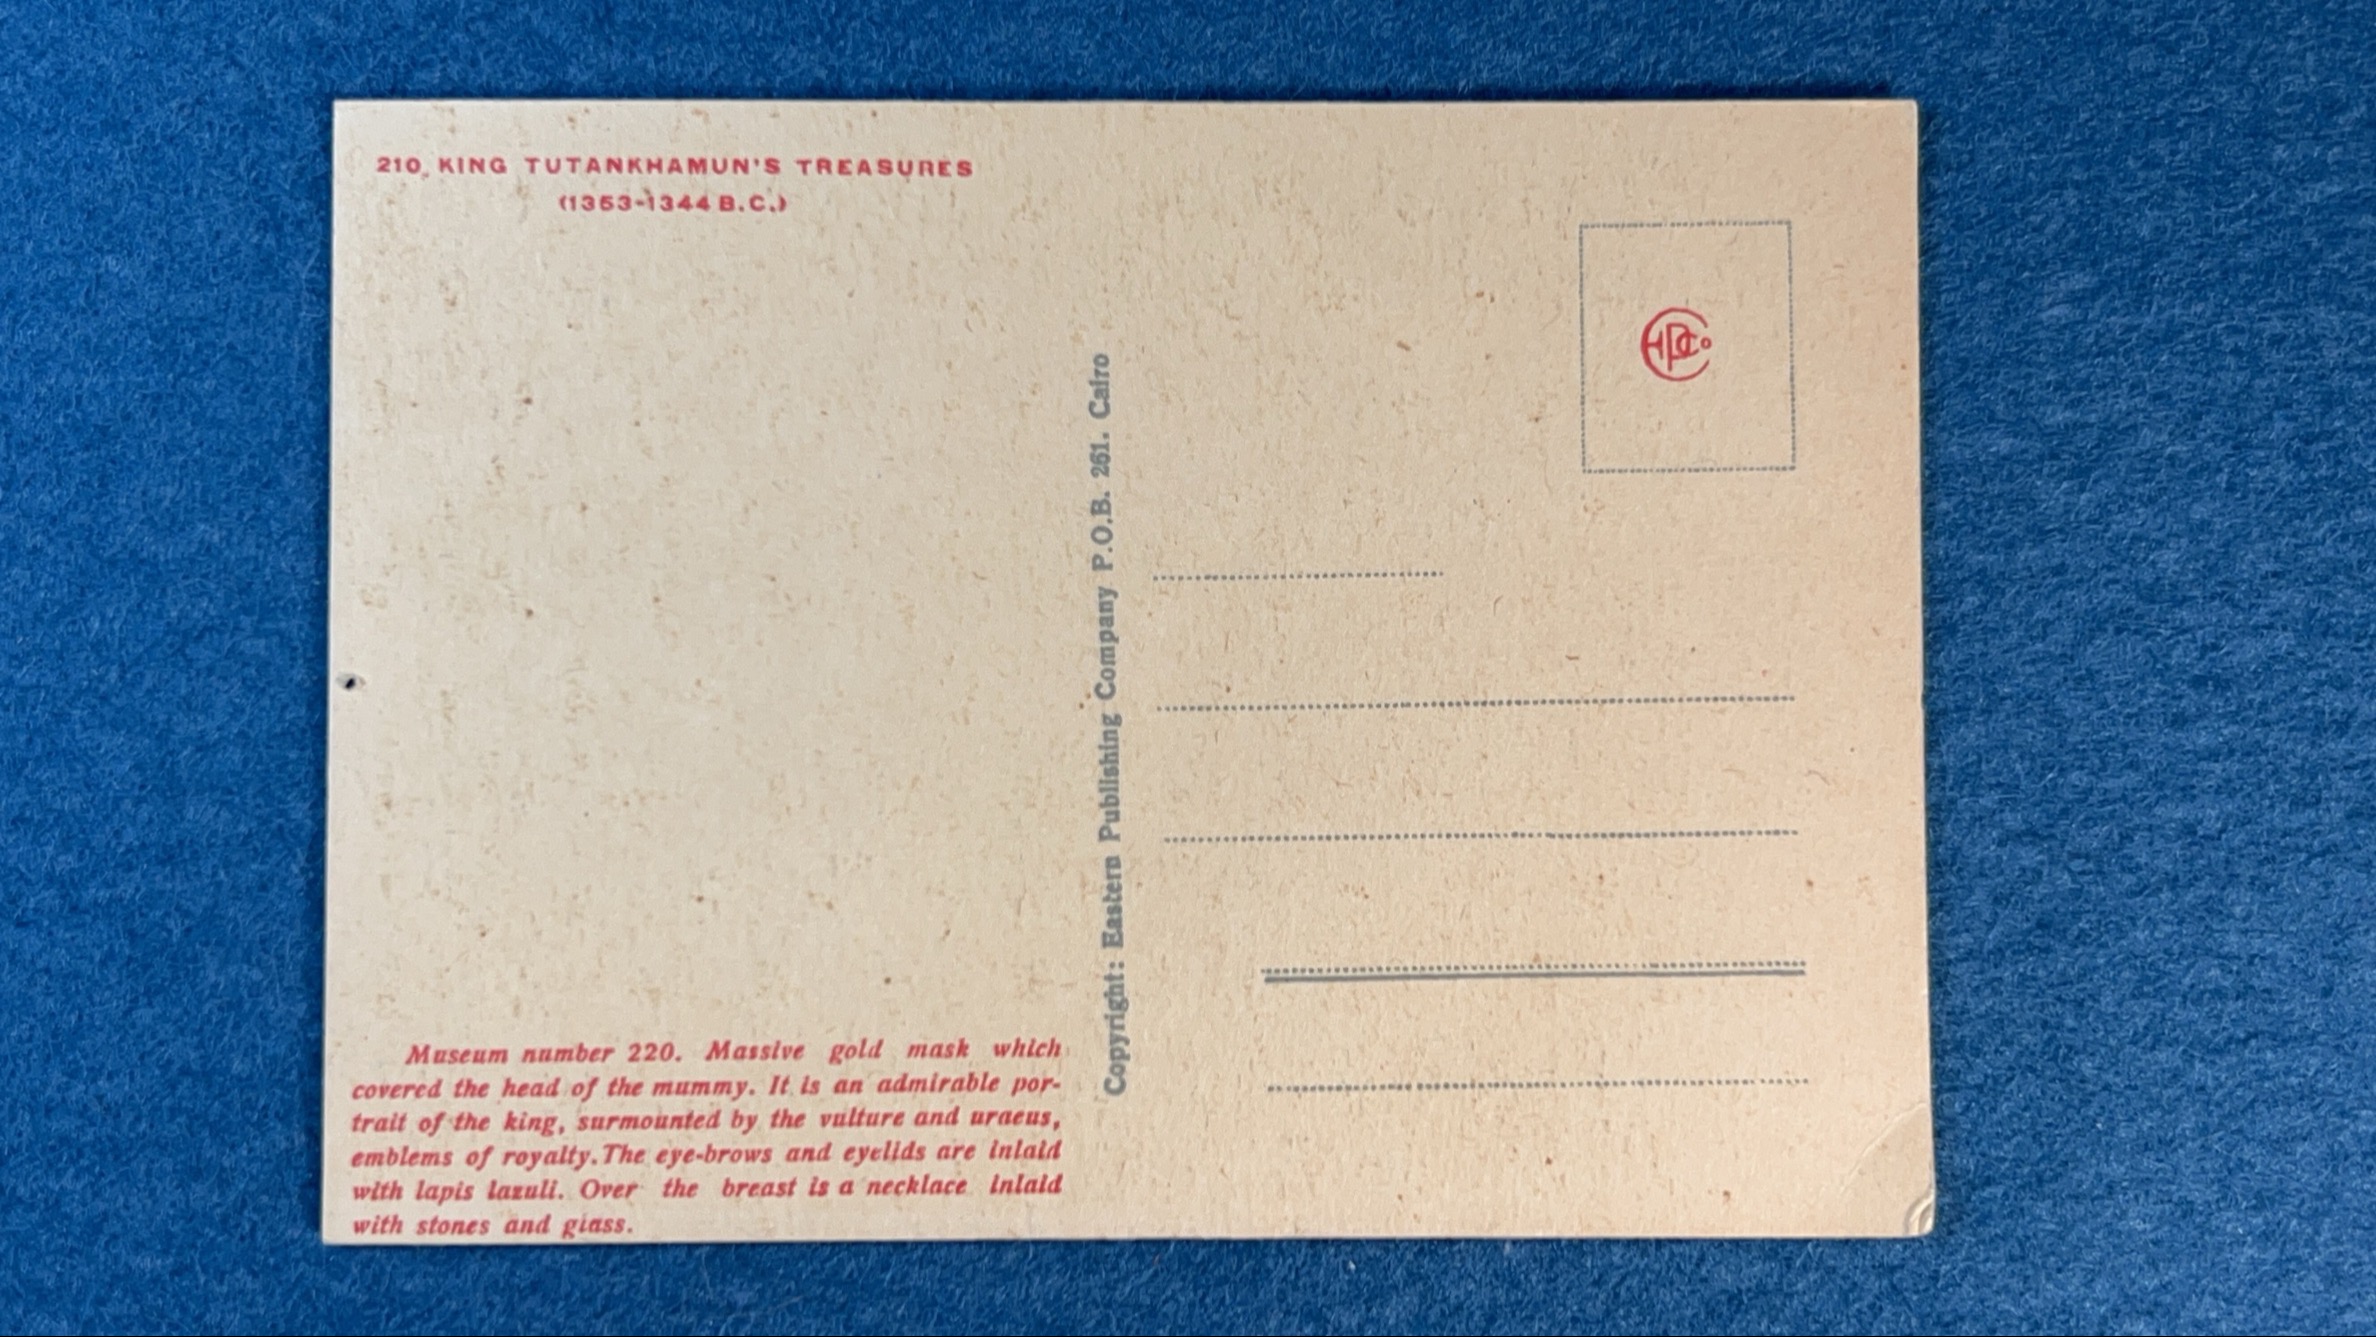 210. KING TUTANKHAMUN'S TREASURES
(1353-1344 B.C.)
Museum number 220. Massive gold mask which
covered the head of the mummy. It is an admirable por-
trait of the king, surmounted by the vulture and uraeus,
emblems of royalty. The eye-brows and eyelids are inlaid
with lapis lazuli. Over the breast is a necklace inlaid
with stones and glass.
Copyright: Eastern Publishing Company P.O.B. 261. Cairo